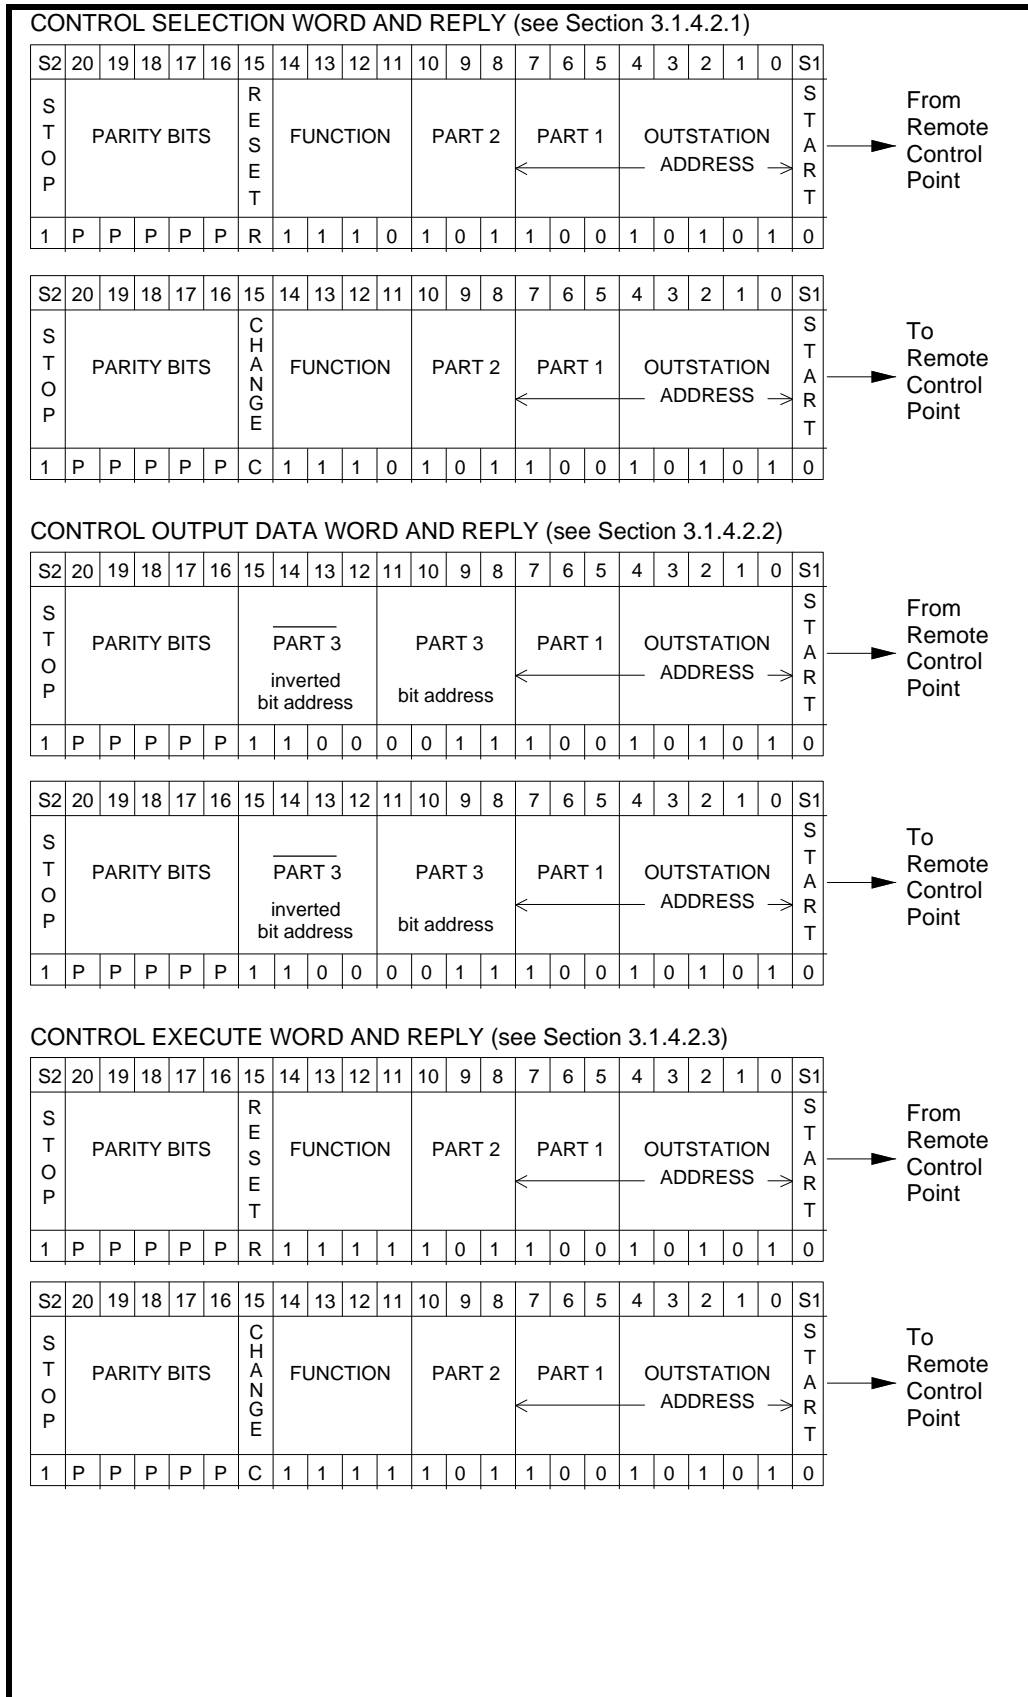 CONTROL SELECTION WORD AND REPLY (see Section 3.1.4.2.1)
S2 20 19 18 17 16 15 14 13 12 11 10 9 8 7 6 5 4 3 2 1 0 S1
STOP PARITY BITS RESET FUNCTION PART 2 PART 1 OUTSTATION ADDRESS START
1 P P P P P R 1 1 1 0 1 0 1 1 0 0 1 0 1 0 1 0
From
Remote
Control
Point
S2 20 19 18 17 16 15 14 13 12 11 10 9 8 7 6 5 4 3 2 1 0 S1
STOP PARITY BITS CHANGE FUNCTION PART 2 PART 1 OUTSTATION ADDRESS START
1 P P P P P C 1 1 1 0 1 0 1 1 0 0 1 0 1 0 1 0
To
Remote
Control
Point
CONTROL OUTPUT DATA WORD AND REPLY (see Section 3.1.4.2.2)
S2 20 19 18 17 16 15 14 13 12 11 10 9 8 7 6 5 4 3 2 1 0 S1
STOP PARITY BITS PART 3 inverted bit address PART 3 bit address PART 1 OUTSTATION ADDRESS START
1 P P P P P 1 1 0 0 0 0 1 1 1 0 0 1 0 1 0 1 0
From
Remote
Control
Point
S2 20 19 18 17 16 15 14 13 12 11 10 9 8 7 6 5 4 3 2 1 0 S1
STOP PARITY BITS PART 3 inverted bit address PART 3 bit address PART 1 OUTSTATION ADDRESS START
1 P P P P P 1 1 0 0 0 0 1 1 1 0 0 1 0 1 0 1 0
To
Remote
Control
Point
CONTROL EXECUTE WORD AND REPLY (see Section 3.1.4.2.3)
S2 20 19 18 17 16 15 14 13 12 11 10 9 8 7 6 5 4 3 2 1 0 S1
STOP PARITY BITS RESET FUNCTION PART 2 PART 1 OUTSTATION ADDRESS START
1 P P P P P R 1 1 1 1 1 0 1 1 0 0 1 0 1 0 1 0
From
Remote
Control
Point
S2 20 19 18 17 16 15 14 13 12 11 10 9 8 7 6 5 4 3 2 1 0 S1
STOP PARITY BITS CHANGE FUNCTION PART 2 PART 1 OUTSTATION ADDRESS START
1 P P P P P C 1 1 1 1 1 0 1 1 0 0 1 0 1 0 1 0
To
Remote
Control
Point